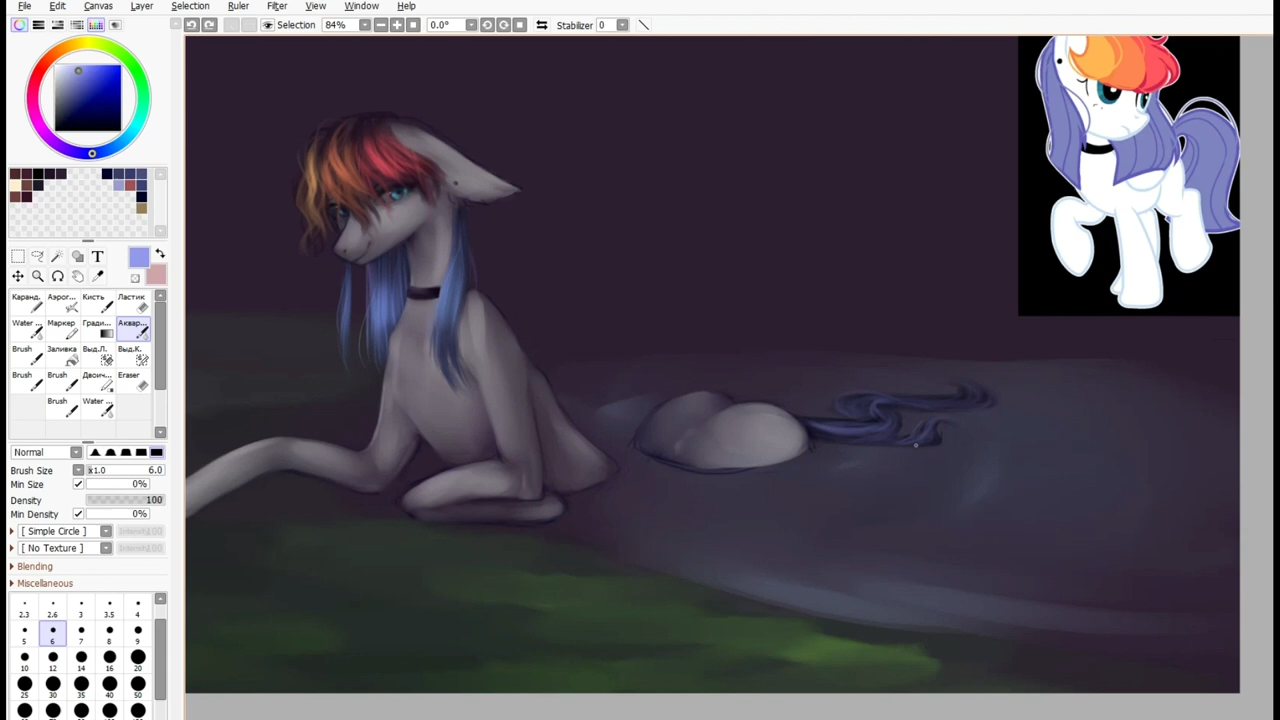 File Edit Canvas Layer Selection Ruler Filter View Window Help
Selection 84% 0.0° Stabilizer 0
T
Каранд. Аэрог... Кисть Ластик
Water ... Маркер Гради... Аквар...
Brush Заливка Выд.Л. Выд.К.
Brush Brush Двоич... Eraser
Brush Water ...
Normal
Brush Size x1.0 6.0
Min Size 0%
Density 100
Min Density 0%
[ Simple Circle ]
[ No Texture ]
Blending
Miscellaneous
2.3 2.6 3 3.5 4
5 6 7 8 9
10 12 14 16 20
25 30 35 40 50